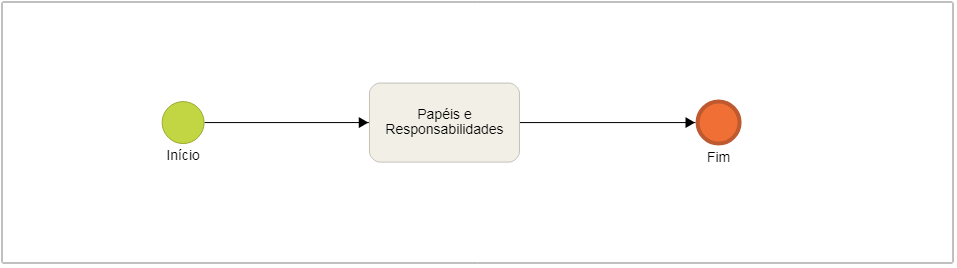 Papéis e
Responsabilidades
Início
Fim